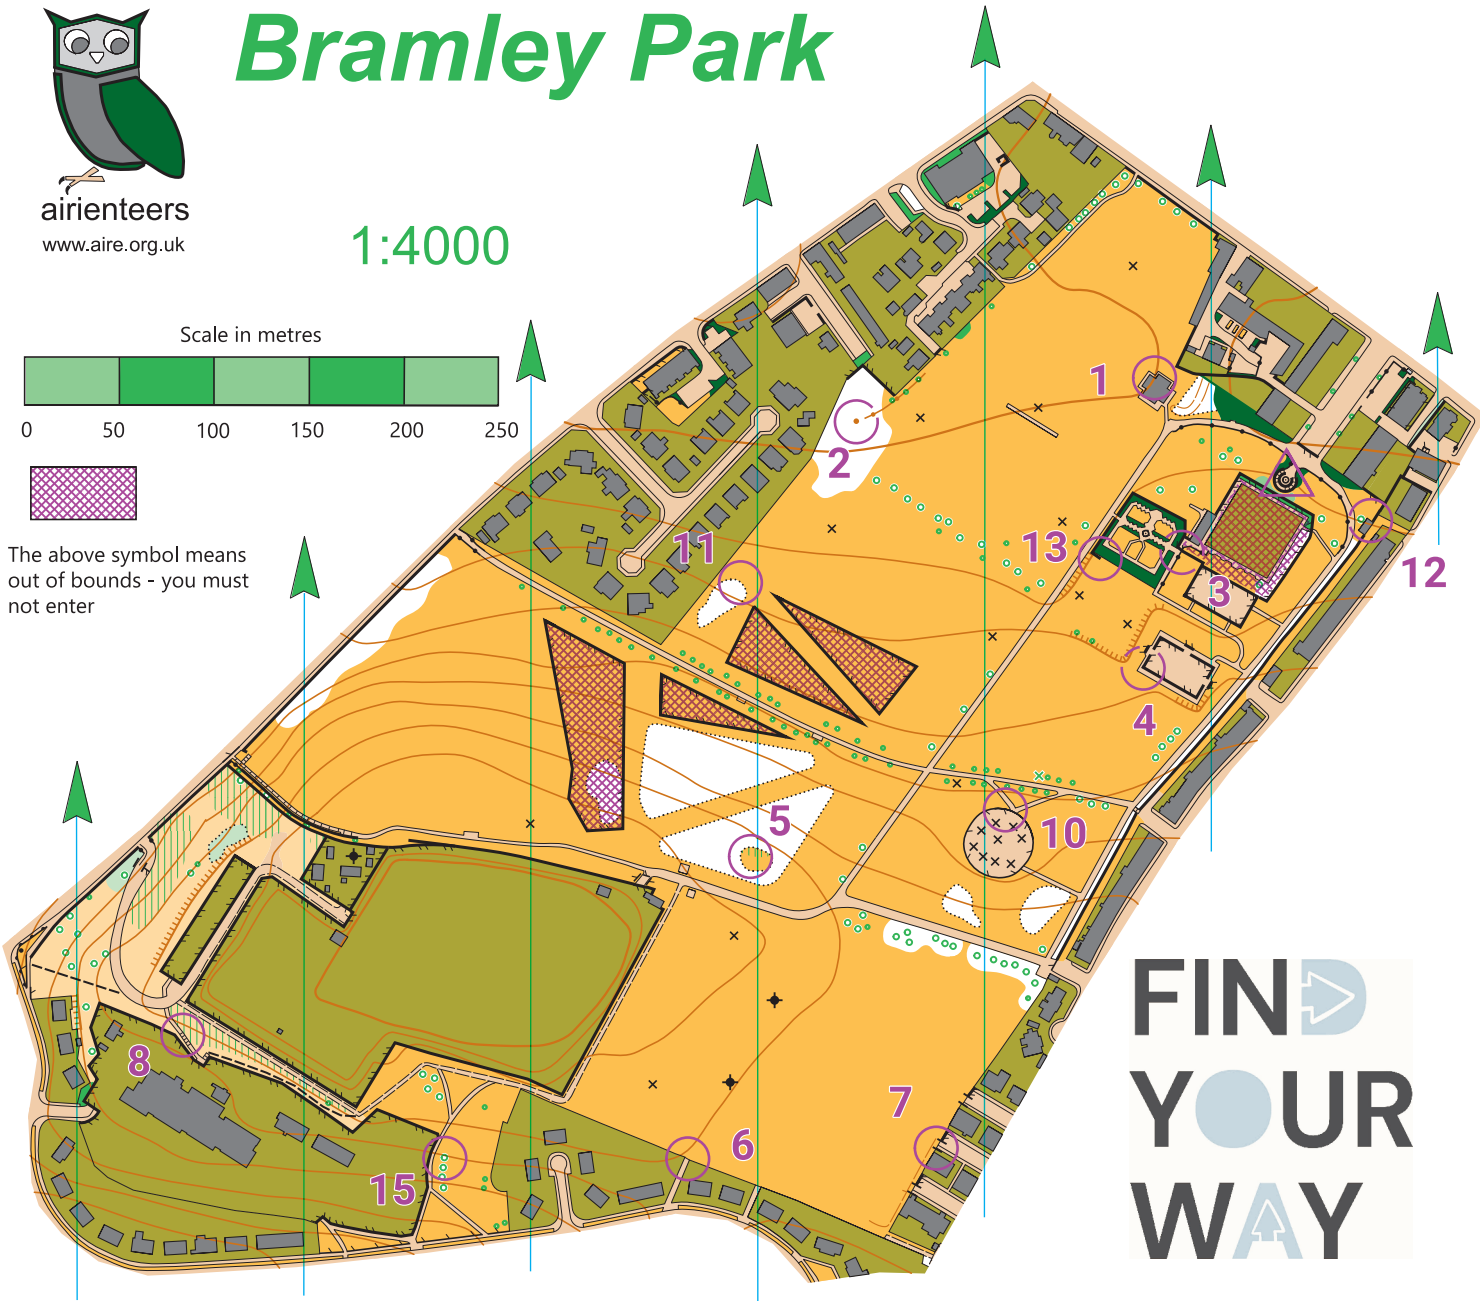 Bramley Park
airienteers
www.aire.org.uk
1:4000
Scale in metres
0 50 100 150 200 250
The above symbol means
out of bounds - you must
not enter
1
2
11
13
3
12
4
5
10
6
7
8
15
FIND
YOUR
WAY